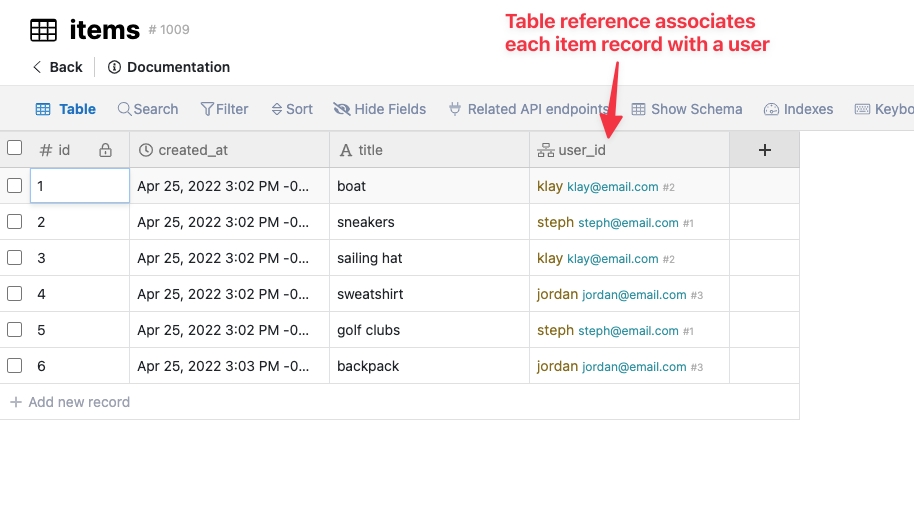 items # 1009
Table reference associates
each item record with a user
Back Documentation
Table Search Filter Sort Hide Fields Related API endpoints Show Schema Indexes Keybo
# id created_at A title user_id +
1 Apr 25, 2022 3:02 PM -0... boat klay klay@email.com #2
2 Apr 25, 2022 3:02 PM -0... sneakers steph steph@email.com #1
3 Apr 25, 2022 3:02 PM -0... sailing hat klay klay@email.com #2
4 Apr 25, 2022 3:02 PM -0... sweatshirt jordan jordan@email.com #3
5 Apr 25, 2022 3:02 PM -0... golf clubs steph steph@email.com #1
6 Apr 25, 2022 3:03 PM -0... backpack jordan jordan@email.com #3
+ Add new record